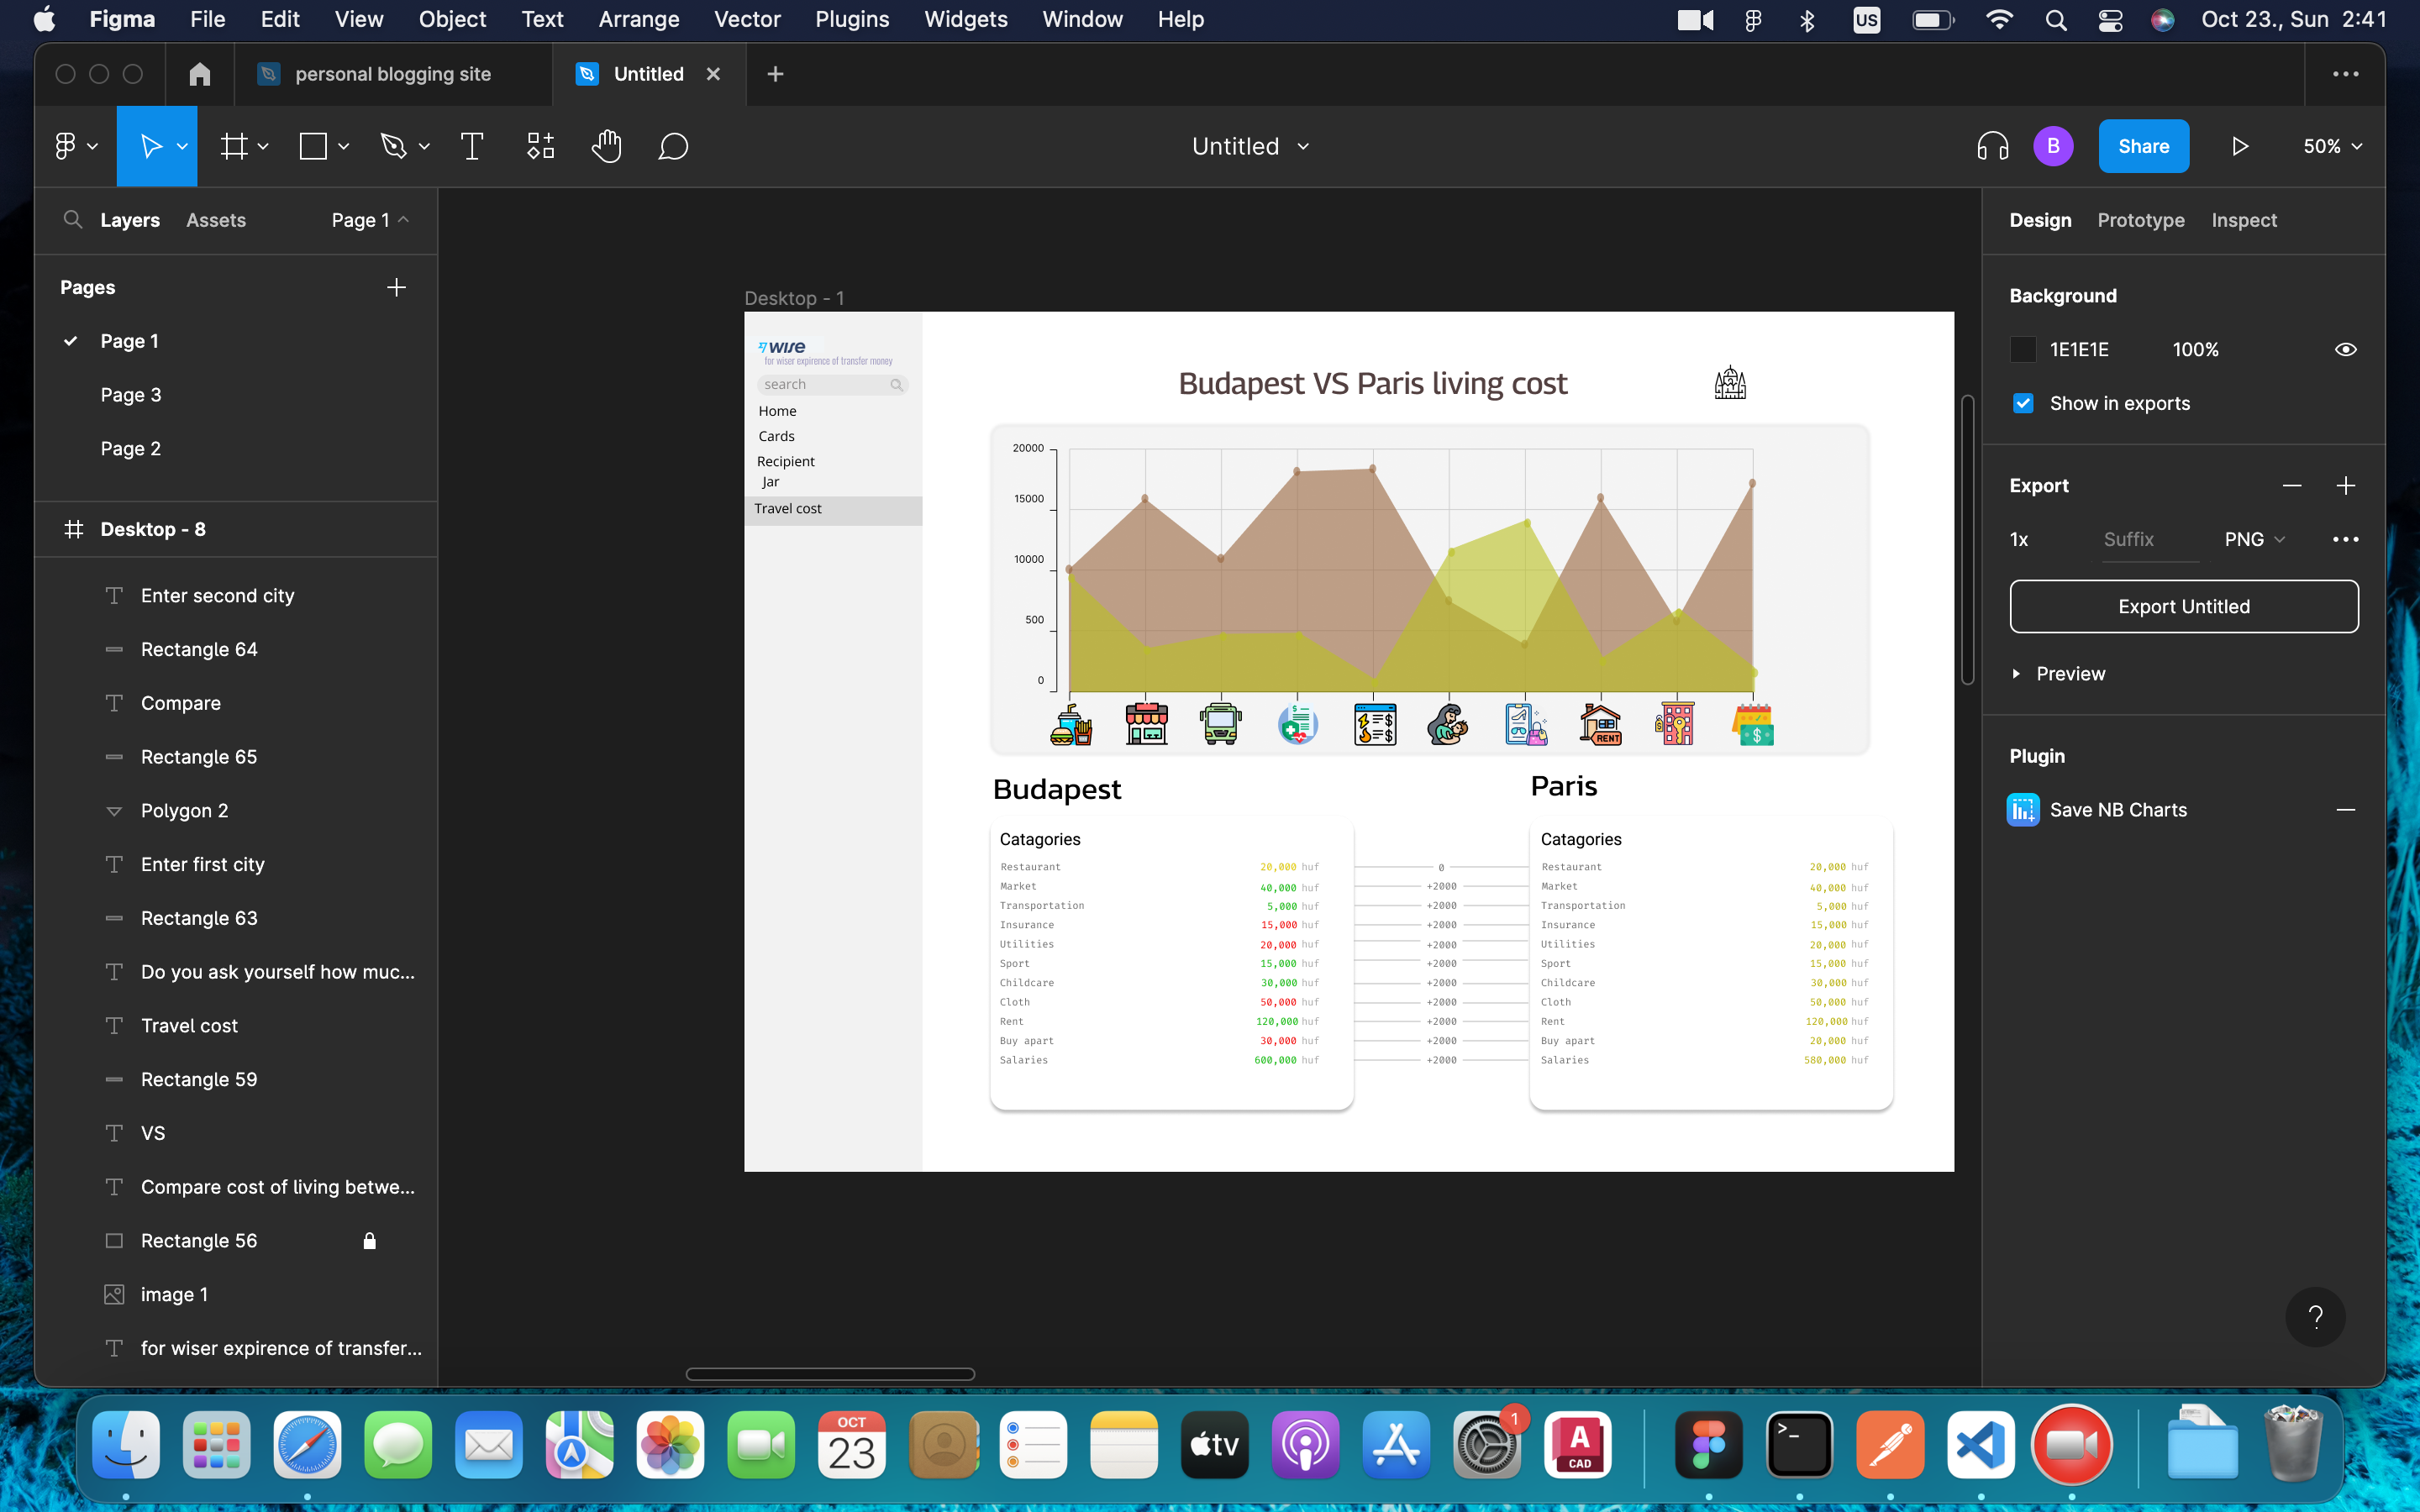 Figma File Edit View Object Text Arrange Vector Plugins Widgets Window Help US Oct 23., Sun 2:41
personal blogging site Untitled
Untitled B Share 50%
Layers Assets Page 1
Pages
Page 1
Page 3
Page 2
Desktop - 8
Enter second city
Rectangle 64
Compare
Rectangle 65
Polygon 2
Enter first city
Rectangle 63
Do you ask yourself how muc...
Travel cost
Rectangle 59
VS
Compare cost of living betwe...
Rectangle 56
image 1
for wiser expirence of transfer...
Desktop - 1
wise
for wiser expirence of transfer money
search
Home
Cards
Recipient
Jar
Travel cost
Budapest VS Paris living cost
20000
15000
10000
500
0
RENT
Budapest
Paris
Catagories
Restaurant 20,000 huf
Market 40,000 huf
Transportation 5,000 huf
Insurance 15,000 huf
Utilities 20,000 huf
Sport 15,000 huf
Childcare 30,000 huf
Cloth 50,000 huf
Rent 120,000 huf
Buy apart 30,000 huf
Salaries 600,000 huf
0
+2000
+2000
+2000
+2000
+2000
+2000
+2000
+2000
+2000
+2000
Catagories
Restaurant 20,000 huf
Market 40,000 huf
Transportation 5,000 huf
Insurance 15,000 huf
Utilities 20,000 huf
Sport 15,000 huf
Childcare 30,000 huf
Cloth 50,000 huf
Rent 120,000 huf
Buy apart 20,000 huf
Salaries 580,000 huf
Design Prototype Inspect
Background
1E1E1E 100%
Show in exports
Export
1x Suffix PNG
Export Untitled
Preview
Plugin
Save NB Charts
?
OCT
23
tv
1
A
CAD